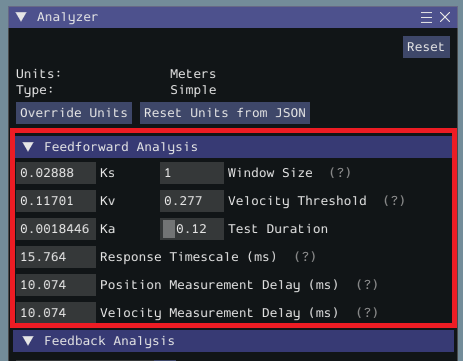 Analyzer
Reset
Units: Meters
Type: Simple
Override Units Reset Units from JSON
Feedforward Analysis
0.02888 Ks 1 Window Size (?)
0.11701 Kv 0.277 Velocity Threshold (?)
0.0018446 Ka 0.12 Test Duration
15.764 Response Timescale (ms) (?)
10.074 Position Measurement Delay (ms) (?)
10.074 Velocity Measurement Delay (ms) (?)
Feedback Analysis